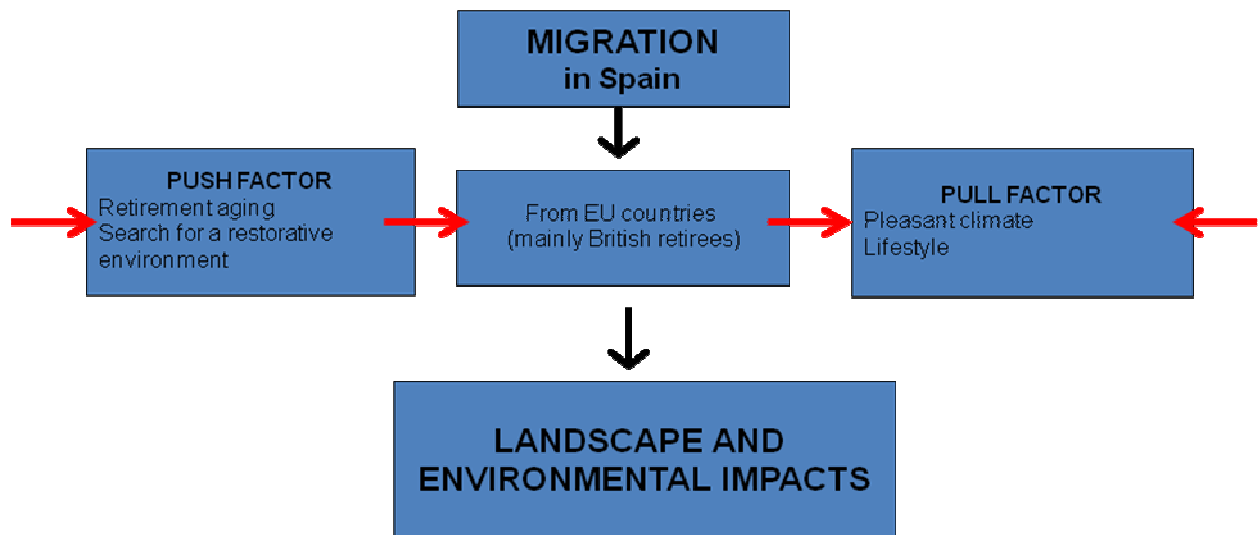 MIGRATION
in Spain
PUSH FACTOR
Retirement aging
Search for a restorative
environment
From EU countries
(mainly British retirees)
PULL FACTOR
Pleasant climate
Lifestyle
LANDSCAPE AND
ENVIRONMENTAL IMPACTS